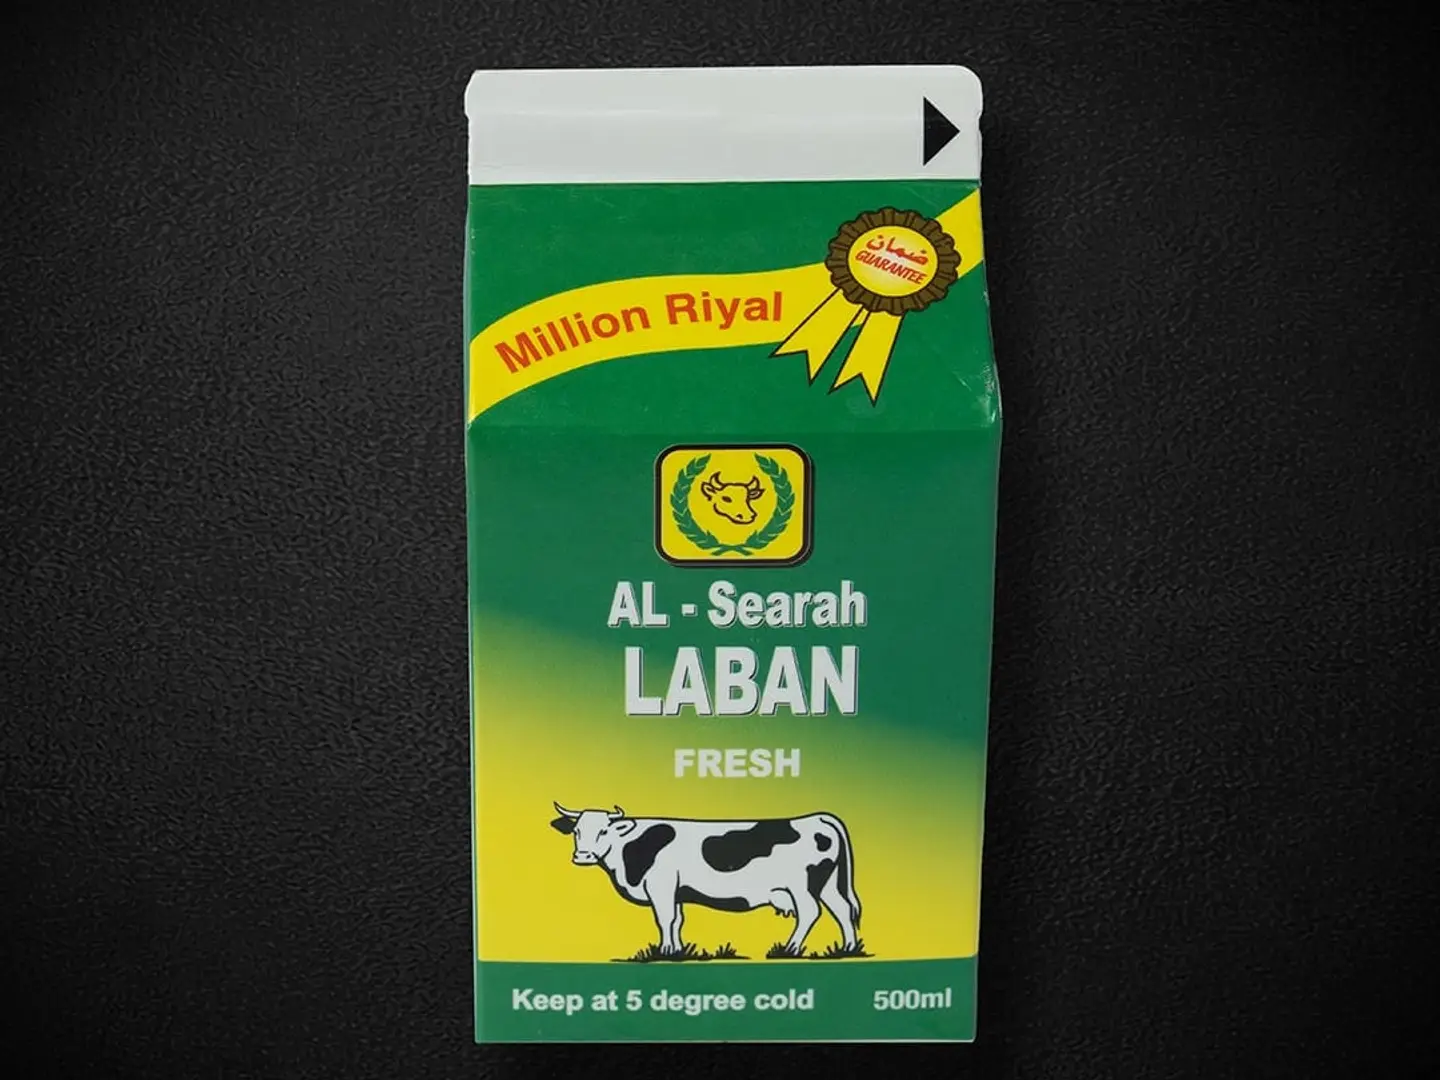 Million Riyal
ضمان
GUARANTEE
AL - Searah
LABAN
FRESH
Keep at 5 degree cold
500ml